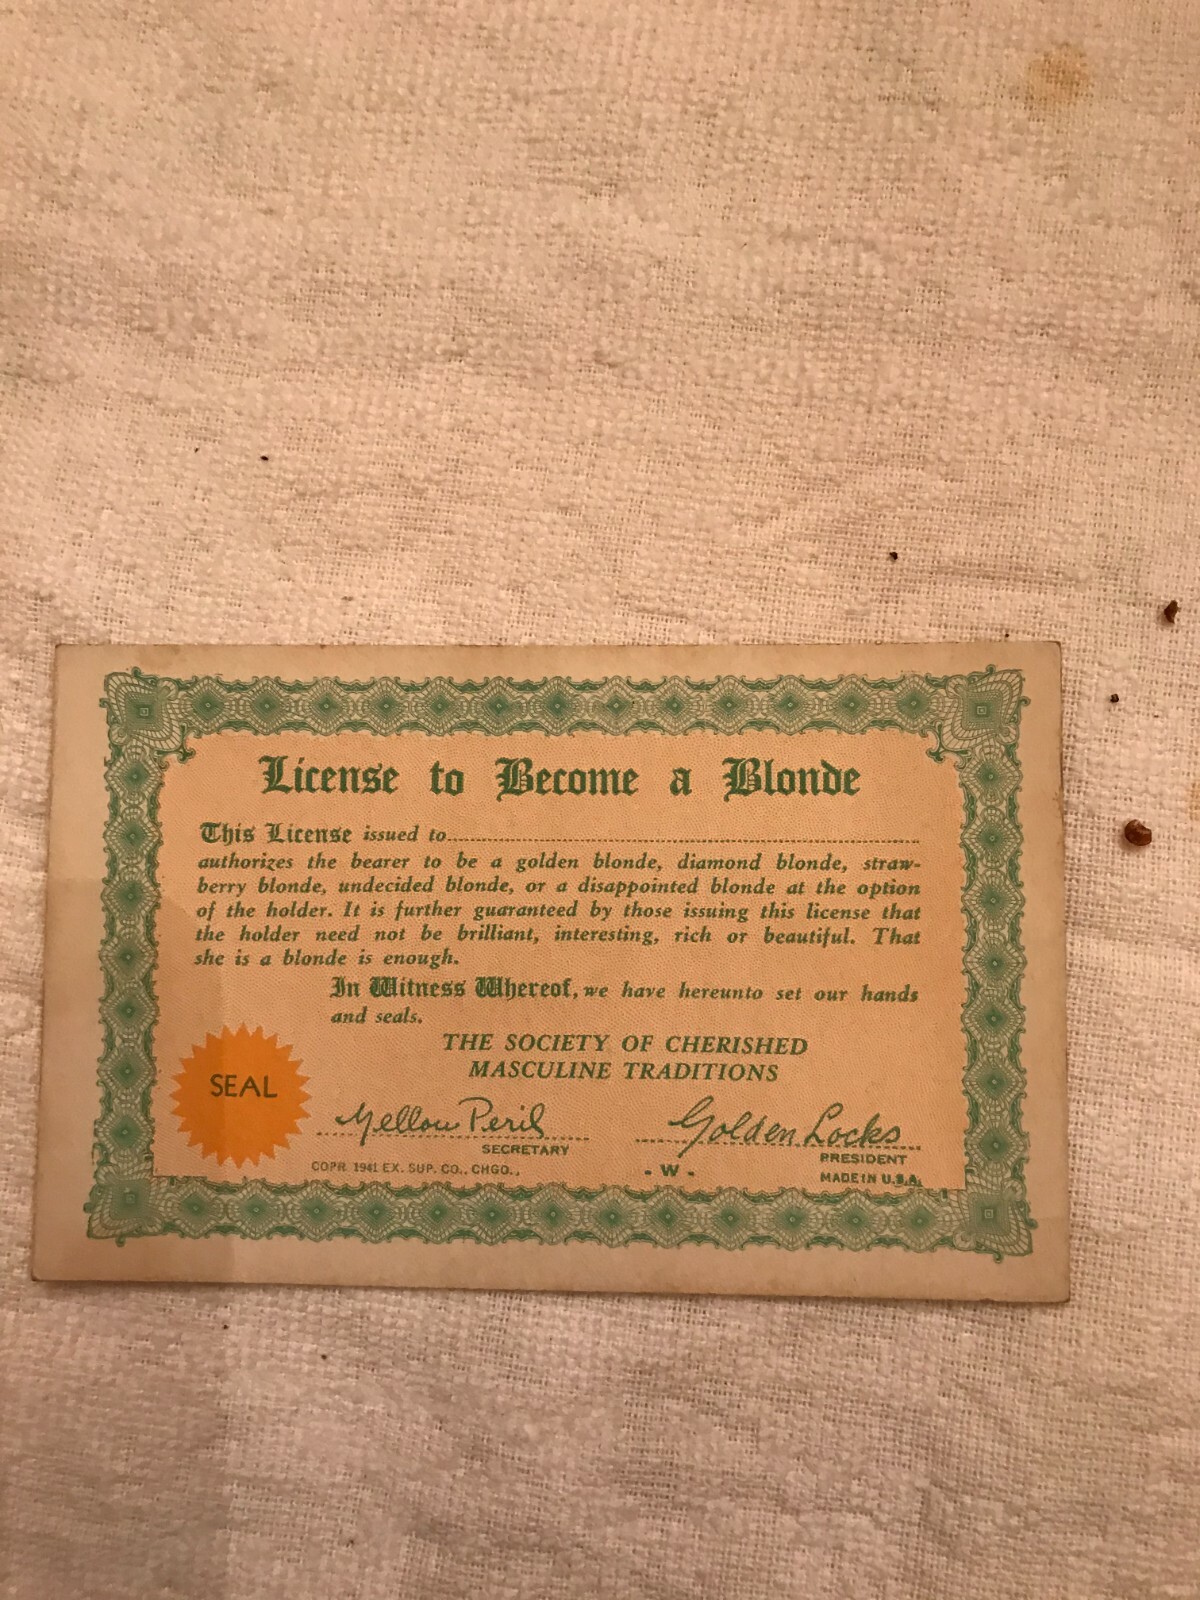 License to Become a Blonde
This License issued to
authorizes the bearer to be a golden blonde, diamond blonde, straw-
berry blonde, undecided blonde, or a disappointed blonde at the option
of the holder. It is further guaranteed by those issuing this license that
the holder need not be brilliant, interesting, rich or beautiful. That
she is a blonde is enough.
In Witness Whereof, we have hereunto set our hands
and seals.
THE SOCIETY OF CHERISHED
MASCULINE TRADITIONS
SEAL
Yellow Peril
SECRETARY
Golden Locks
PRESIDENT
COPR. 1941 EX. SUP. CO., CHGO.,
- W -
MADE IN U.S.A.